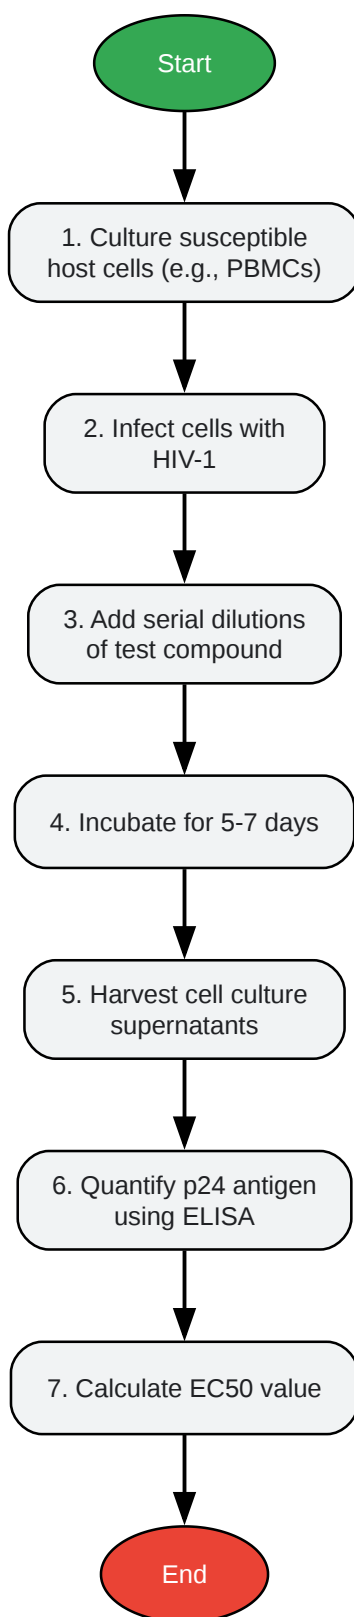 Start
1. Culture susceptible
host cells (e.g., PBMCs)
2. Infect cells with
HIV-1
3. Add serial dilutions
of test compound
4. Incubate for 5-7 days
5. Harvest cell culture
supernatants
6. Quantify p24 antigen
using ELISA
7. Calculate EC50 value
End